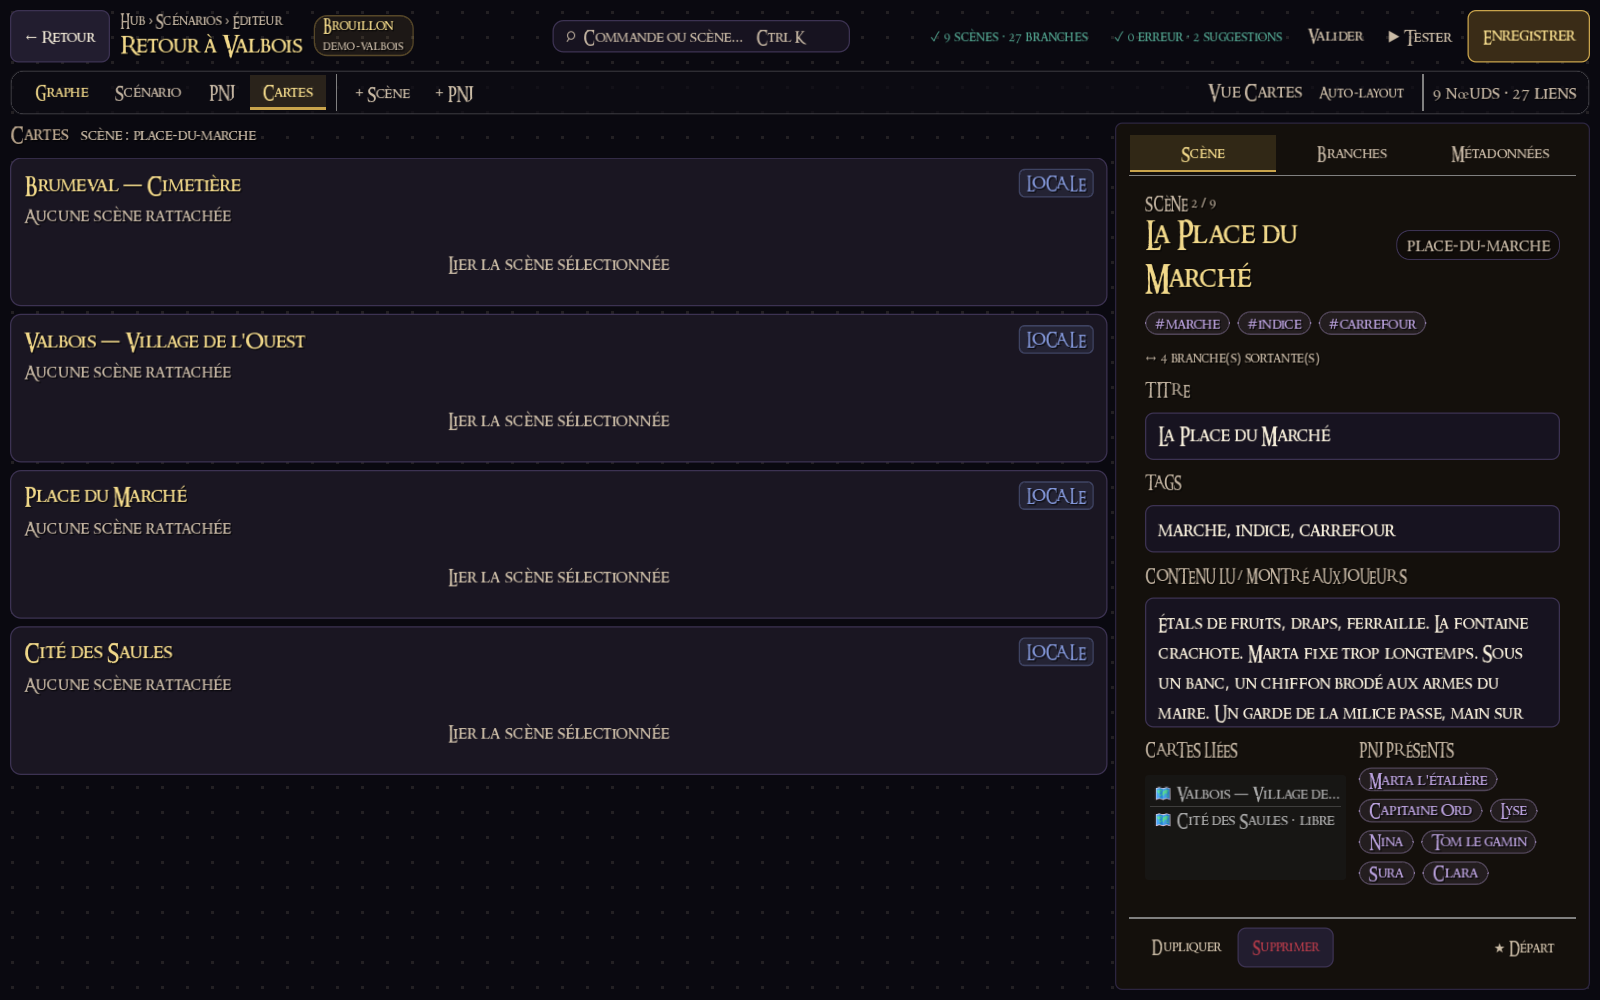 ← Retour
Hub › Scénarios › Éditeur
Retour à Valbois
Brouillon
demo-valbois
Commande ou scène... Ctrl K
✓ 9 scènes · 27 branches
✓ 0 erreur · 2 suggestions
Valider
▶ Tester
Enregistrer
Graphe
Scénario
PNJ
Cartes
+ Scène
+ PNJ
Vue Cartes
Auto-layout
9 nœuds · 27 liens
Cartes scène : place-du-marche
Brumeval — Cimetière
LOCALE
Aucune scène rattachée
Lier la scène sélectionnée
Valbois — Village de l'Ouest
LOCALE
Aucune scène rattachée
Lier la scène sélectionnée
Place du Marché
LOCALE
Aucune scène rattachée
Lier la scène sélectionnée
Cité des Saules
LOCALE
Aucune scène rattachée
Lier la scène sélectionnée
Scène
Branches
Métadonnées
SCÈNE 2 / 9
La Place du
Marché
place-du-marche
#marche
#indice
#carrefour
↔ 4 branche(s) sortante(s)
TITRE
La Place du Marché
TAGS
marche, indice, carrefour
CONTENU LU / MONTRÉ AUX JOUEURS
Étals de fruits, draps, ferraille. La fontaine
crachote. Marta fixe trop longtemps. Sous
un banc, un chiffon brodé aux armes du
maire. Un garde de la milice passe, main sur
CARTES LIÉES
Valbois — Village de...
Cité des Saules · libre
PNJ PRÉSENTS
Marta l'étalière
Capitaine Ord
Lyse
Nina
Tom le gamin
Sura
Clara
Dupliquer
Supprimer
★ Départ